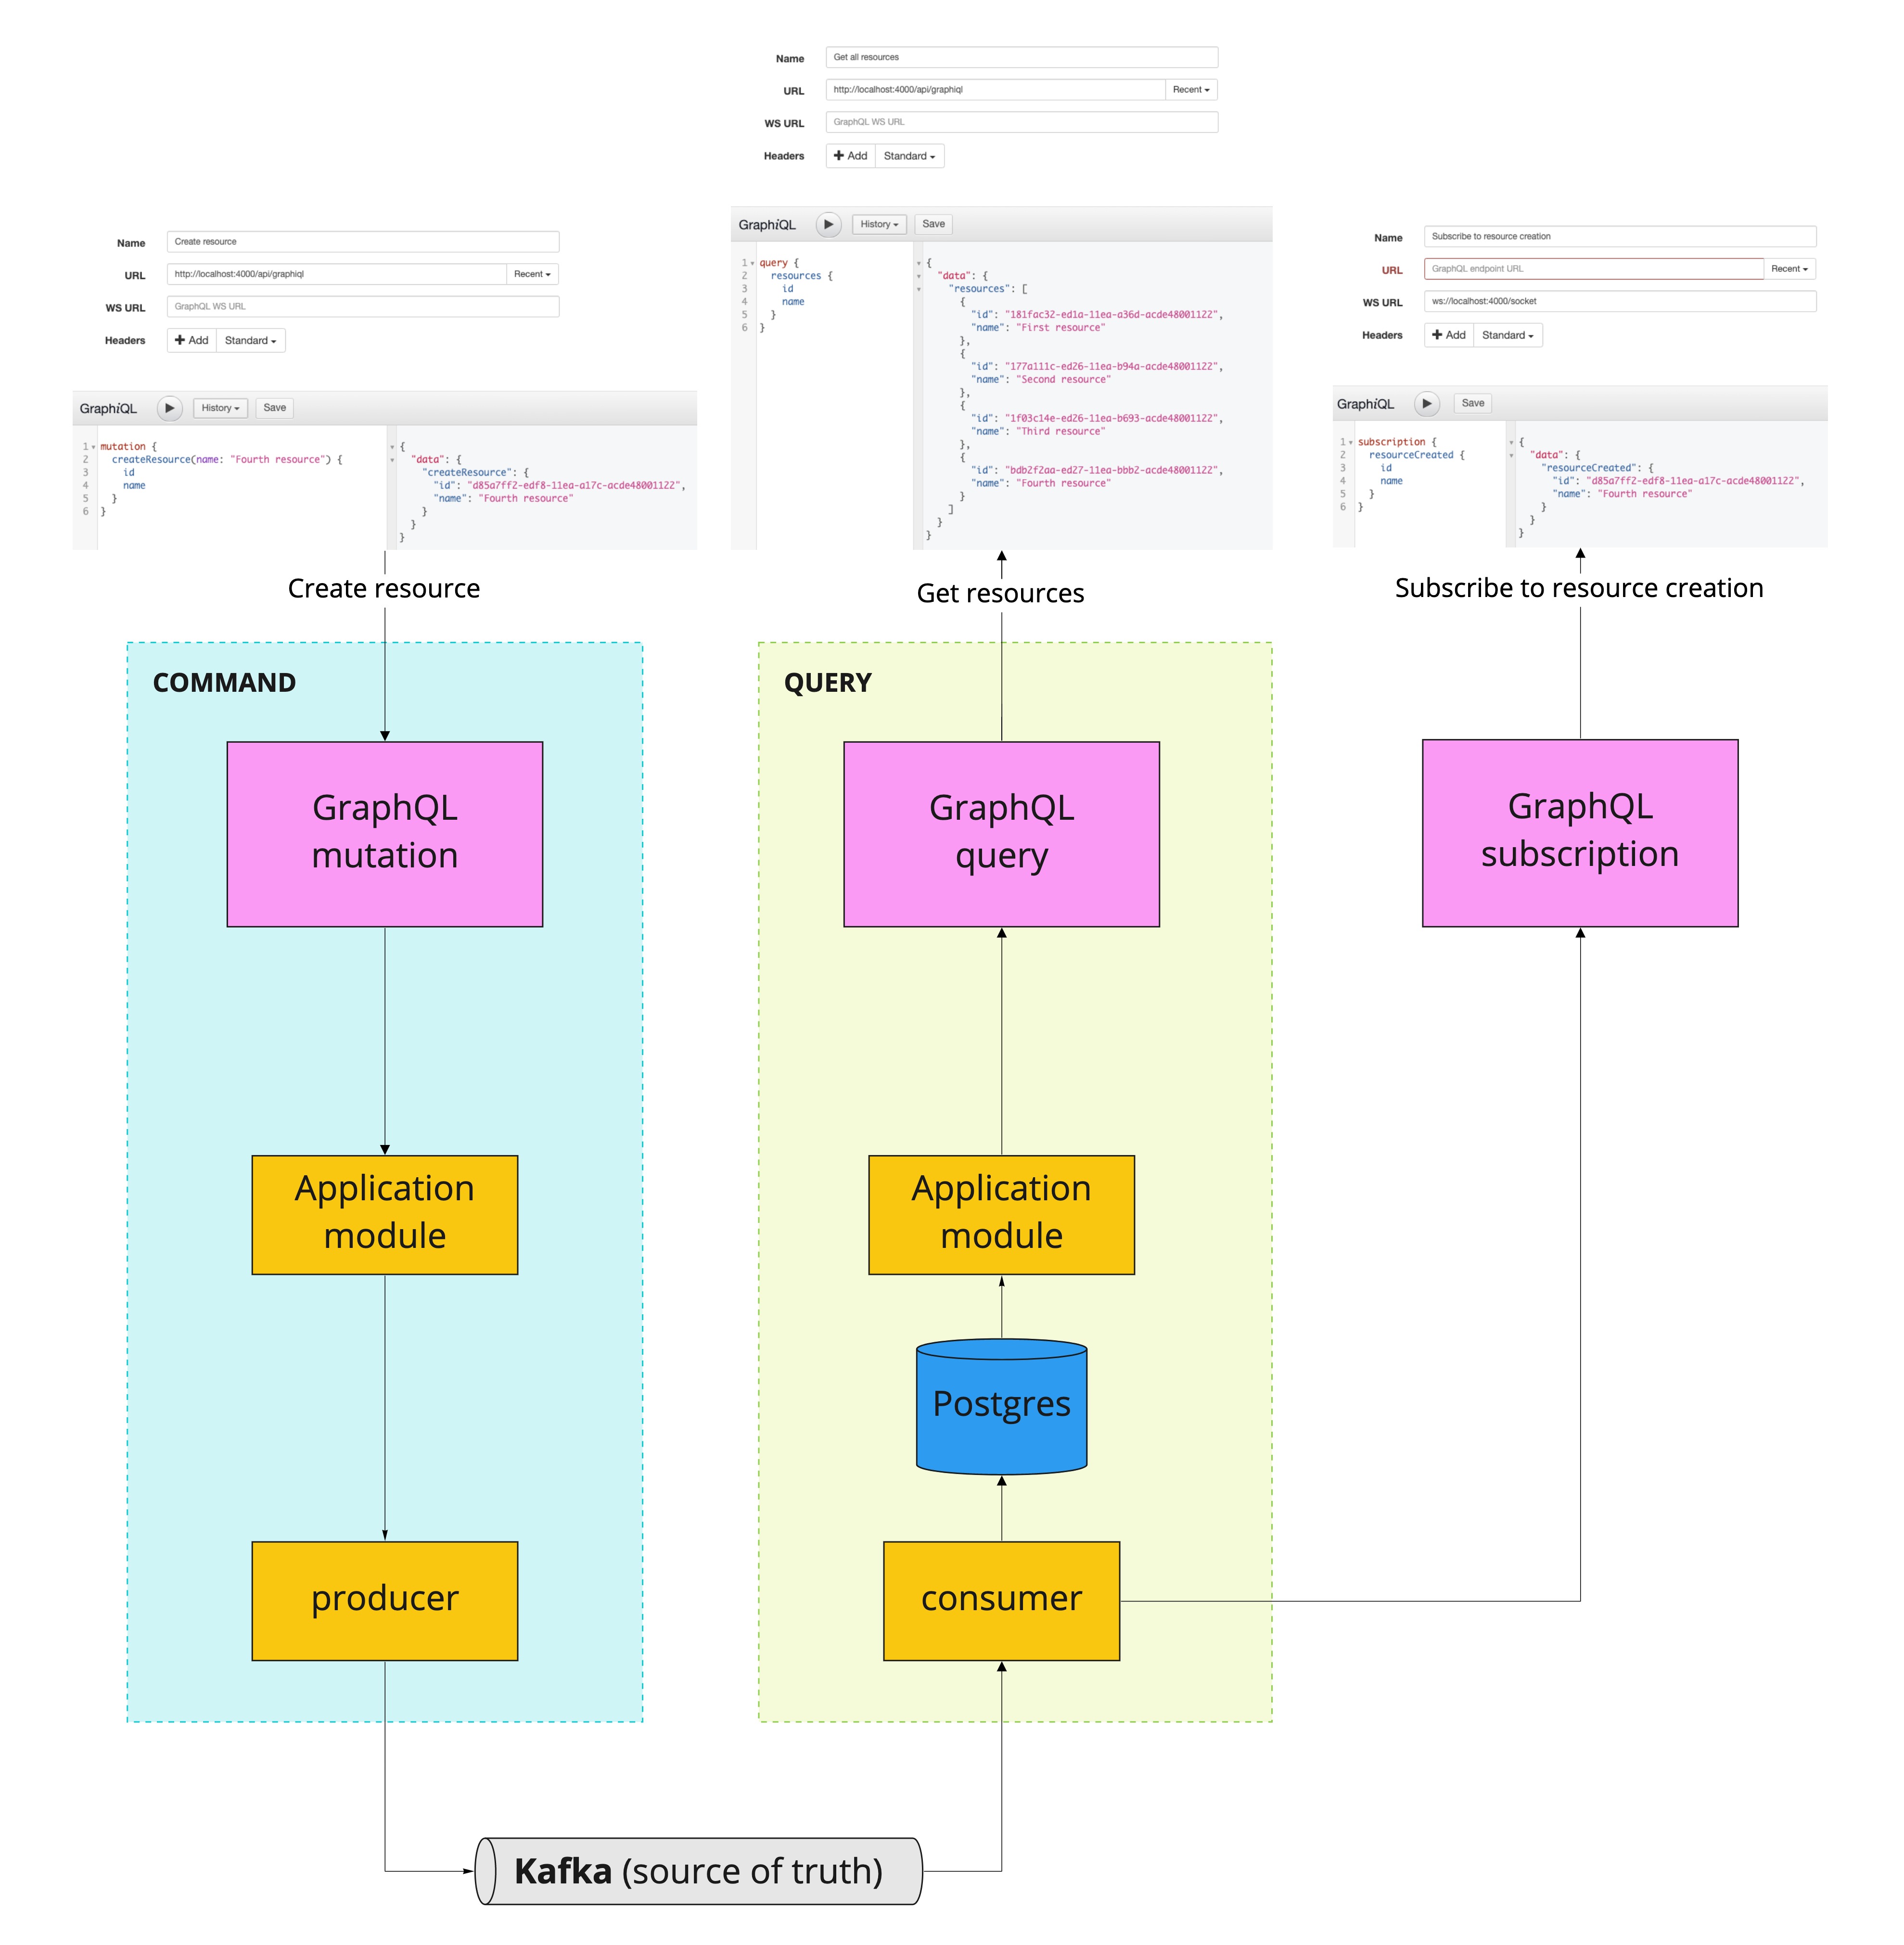 Name
Get all resources
URL
http://localhost:4000/api/graphiql
Recent
WS URL
GraphQL WS URL
Headers
+ Add
Standard
GraphiQL
History
Save
1 query {
2 resources {
3 id
4 name
5 }
6 }
{
"data": {
"resources": [
{
"id": "181fac32-ed1a-11ea-a36d-acde48001122",
"name": "First resource"
},
{
"id": "177a111c-ed26-11ea-b94a-acde48001122",
"name": "Second resource"
},
{
"id": "1f03c14e-ed26-11ea-b693-acde48001122",
"name": "Third resource"
},
{
"id": "bdb2f2aa-ed27-11ea-bbb2-acde48001122",
"name": "Fourth resource"
}
]
}
}
Name
Create resource
URL
http://localhost:4000/api/graphiql
Recent
WS URL
GraphQL WS URL
Headers
+ Add
Standard
GraphiQL
History
Save
1 mutation {
2 createResource(name: "Fourth resource") {
3 id
4 name
5 }
6 }
{
"data": {
"createResource": {
"id": "d85a7ff2-edf8-11ea-a17c-acde48001122",
"name": "Fourth resource"
}
}
}
Name
Subscribe to resource creation
URL
GraphQL endpoint URL
Recent
WS URL
ws://localhost:4000/socket
Headers
+ Add
Standard
GraphiQL
Save
1 subscription {
2 resourceCreated {
3 id
4 name
5 }
6 }
{
"data": {
"resourceCreated": {
"id": "d85a7ff2-edf8-11ea-a17c-acde48001122",
"name": "Fourth resource"
}
}
}
Create resource
Get resources
Subscribe to resource creation
COMMAND
GraphQL
mutation
Application
module
producer
QUERY
GraphQL
query
Application
module
Postgres
consumer
GraphQL
subscription
Kafka (source of truth)